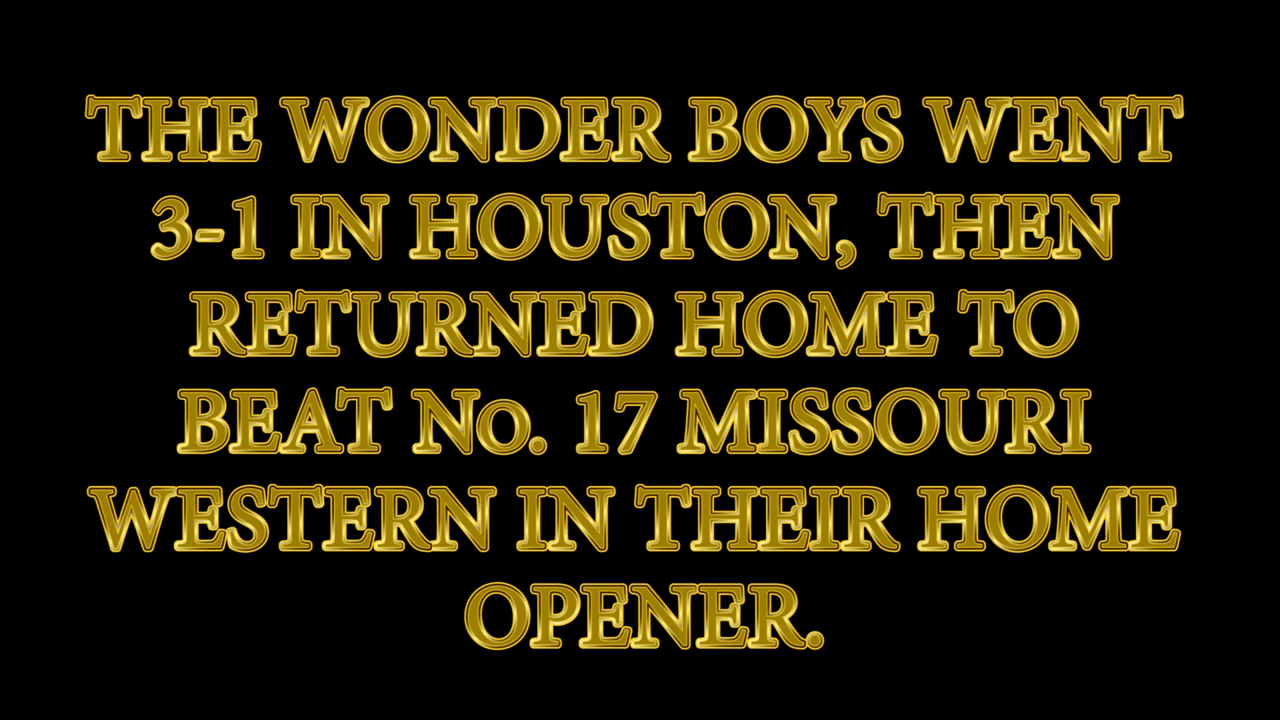 THE WONDER BOYS WENT
3-1 IN HOUSTON, THEN
RETURNED HOME TO
BEAT No. 17 MISSOURI
WESTERN IN THEIR HOME
OPENER.